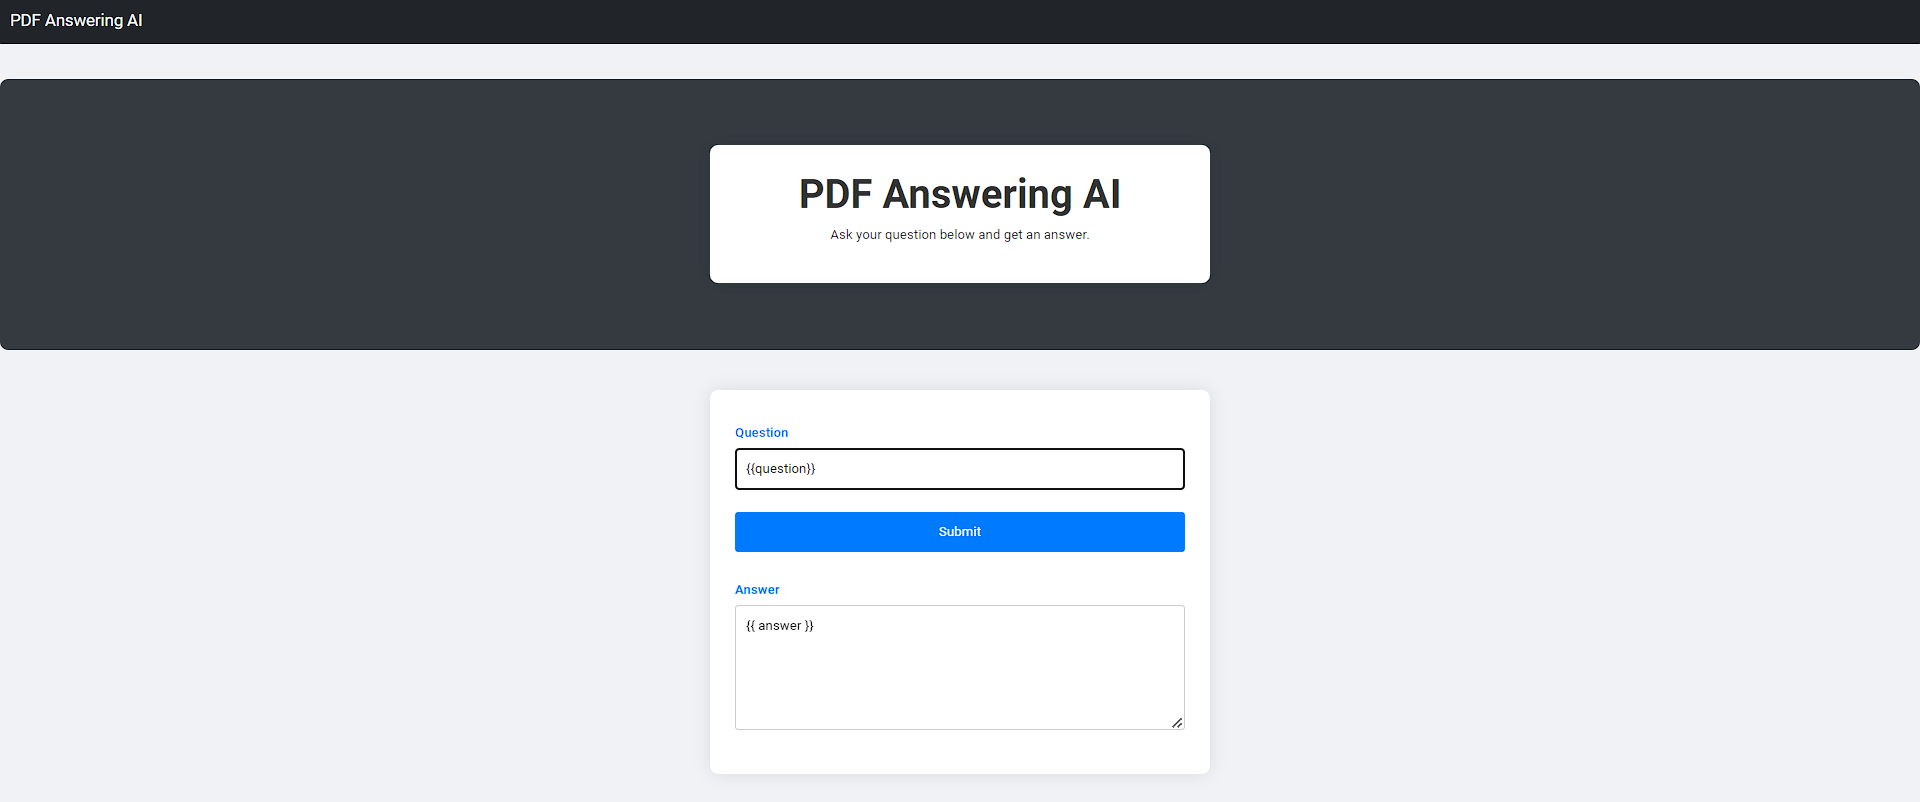 PDF Answering AI
PDF Answering AI
Ask your question below and get an answer.
Question
{{question}}
Submit
Answer
{{ answer }}